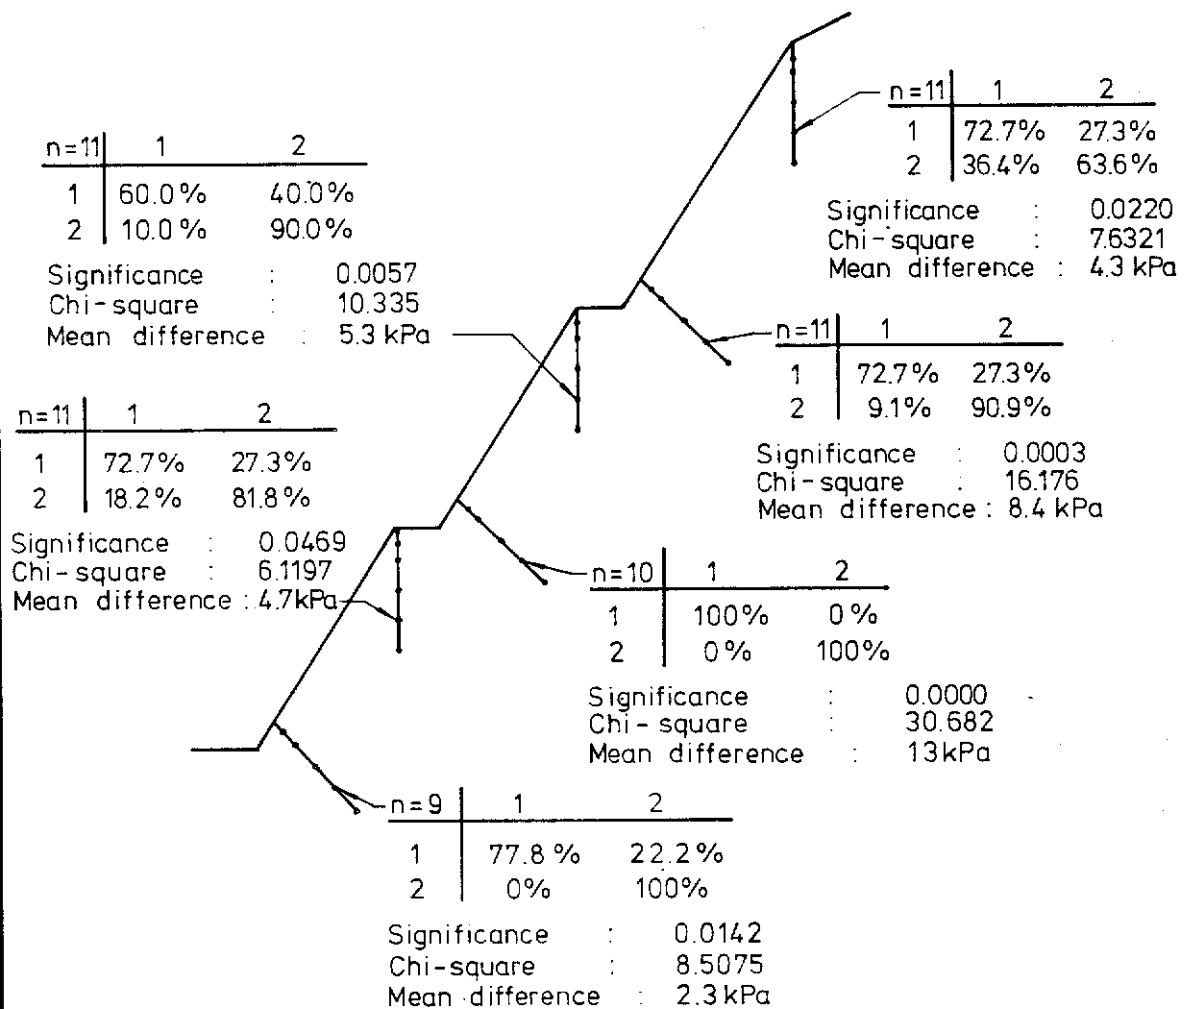 n=11 1 2
1 72.7% 27.3%
2 36.4% 63.6%
Significance : 0.0220
Chi-square : 7.6321
Mean difference : 4.3 kPa
n=11 1 2
1 60.0% 40.0%
2 10.0% 90.0%
Significance : 0.0057
Chi-square : 10.335
Mean difference : 5.3 kPa
n=11 1 2
1 72.7% 27.3%
2 9.1% 90.9%
Significance : 0.0003
Chi-square : 16.176
Mean difference : 8.4 kPa
n=11 1 2
1 72.7% 27.3%
2 18.2% 81.8%
Significance : 0.0469
Chi-square : 6.1197
Mean difference : 4.7kPa
n=10 1 2
1 100% 0%
2 0% 100%
Significance : 0.0000
Chi-square : 30.682
Mean difference : 13kPa
n=9 1 2
1 77.8% 22.2%
2 0% 100%
Significance : 0.0142
Chi-square : 8.5075
Mean difference : 2.3kPa